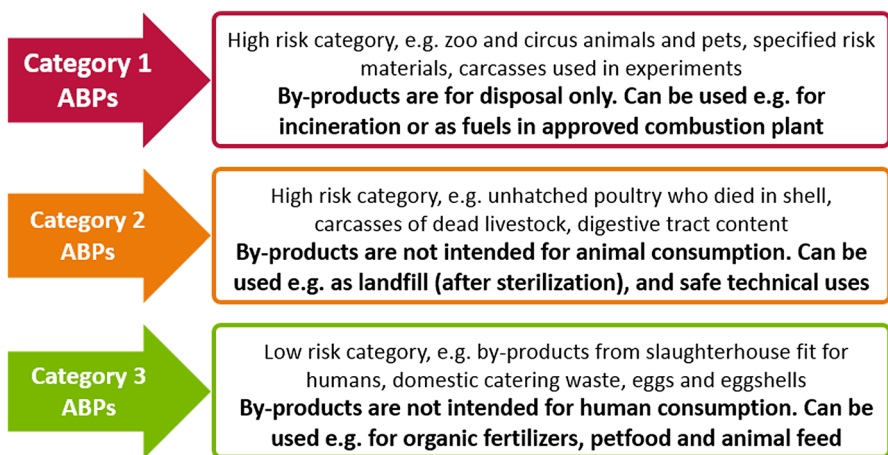 Category 1
ABPs
High risk category, e.g. zoo and circus animals and pets, specified risk
materials, carcasses used in experiments
By-products are for disposal only. Can be used e.g. for
incineration or as fuels in approved combustion plant
Category 2
ABPs
High risk category, e.g. unhatched poultry who died in shell,
carcasses of dead livestock, digestive tract content
By-products are not intended for animal consumption. Can be
used e.g. as landfill (after sterilization), and safe technical uses
Category 3
ABPs
Low risk category, e.g. by-products from slaughterhouse fit for
humans, domestic catering waste, eggs and eggshells
By-products are not intended for human consumption. Can be
used e.g. for organic fertilizers, petfood and animal feed